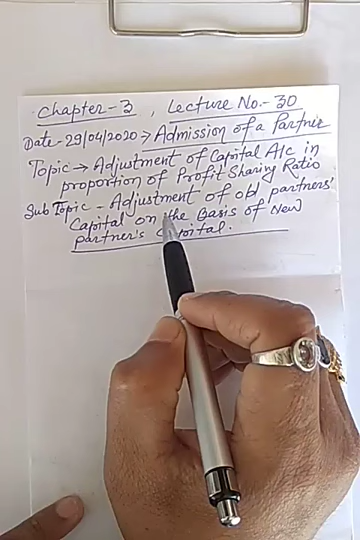 Chapter-3 , Lecture No.- 30
Date-29/04/2020 → Admission of a Partner
Topic → Adjustment of Capital A/c in
proportion of Profit Sharing Ratio
Sub Topic - Adjustment of old partners'
Capital on the Basis of New
partner's Capital.